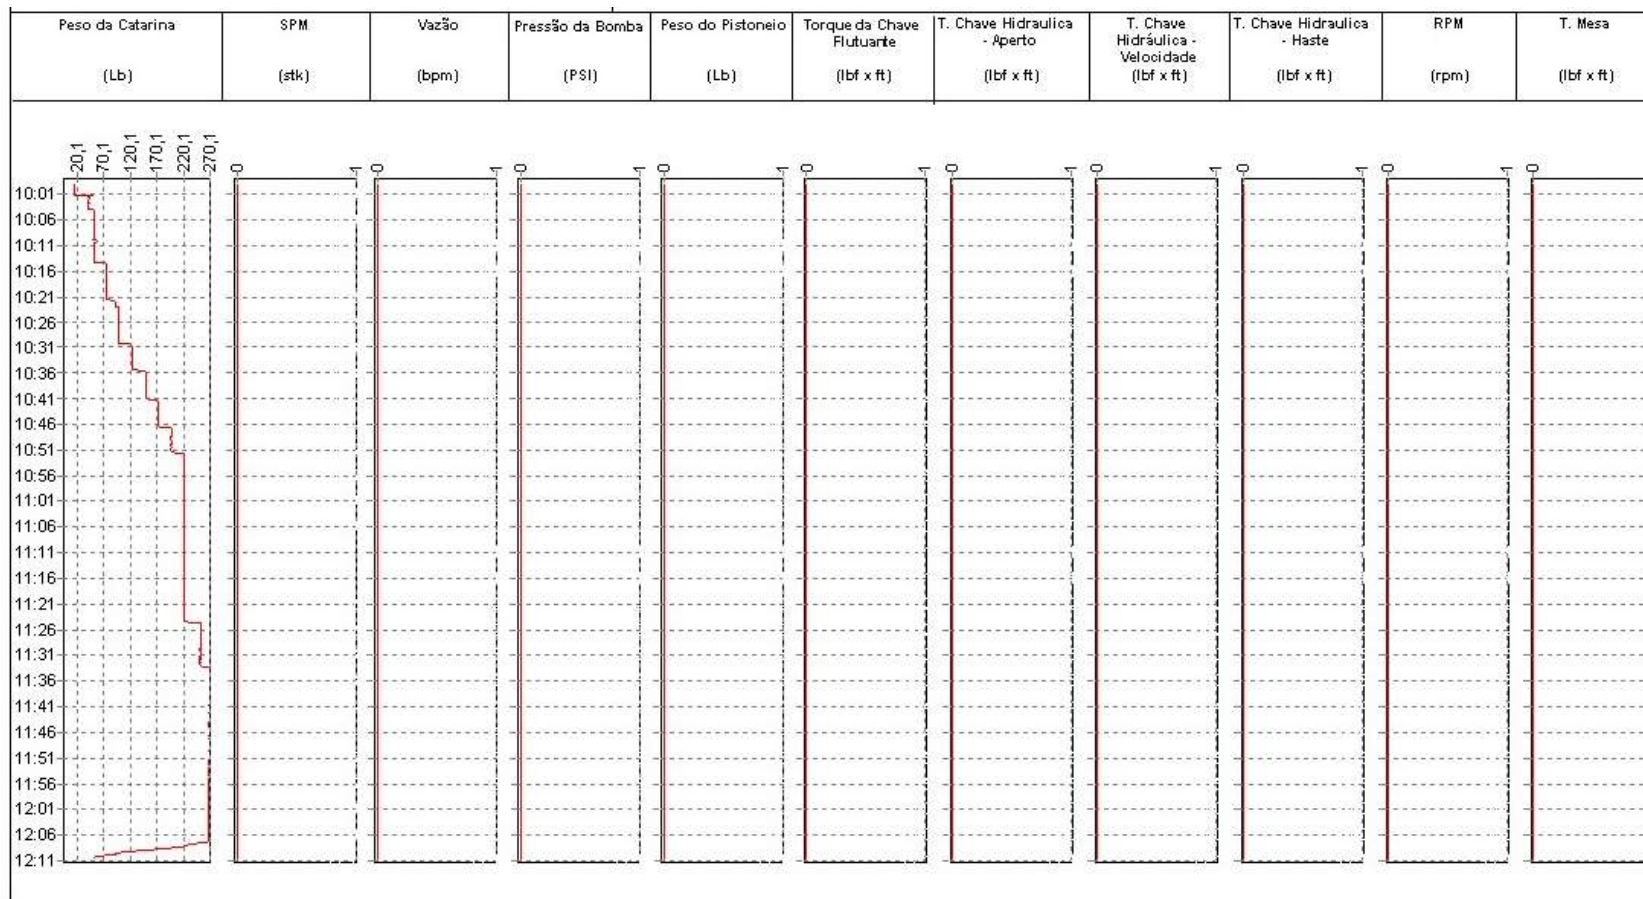 Peso da Catarina
(Lb)
SPM
(stk)
Vazão
(bpm)
Pressão da Bomba
(PSI)
Peso do Pistoneio
(Lb)
Torque da Chave
Flutuante
(lbf x ft)
T. Chave Hidraulica
- Aperto
(lbf x ft)
T. Chave
Hidráulica -
Velocidade
(lbf x ft)
T. Chave Hidraulica
- Haste
(lbf x ft)
RPM
(rpm)
T. Mesa
(lbf x ft)
20,1 70,1 120,1 170,1 220,1 270,1
0 1
0 1
0 1
0 1
0 1
0 1
0 1
0 1
0 1
0
10:01
10:06
10:11
10:16
10:21
10:26
10:31
10:36
10:41
10:46
10:51
10:56
11:01
11:06
11:11
11:16
11:21
11:26
11:31
11:36
11:41
11:46
11:51
11:56
12:01
12:06
12:11